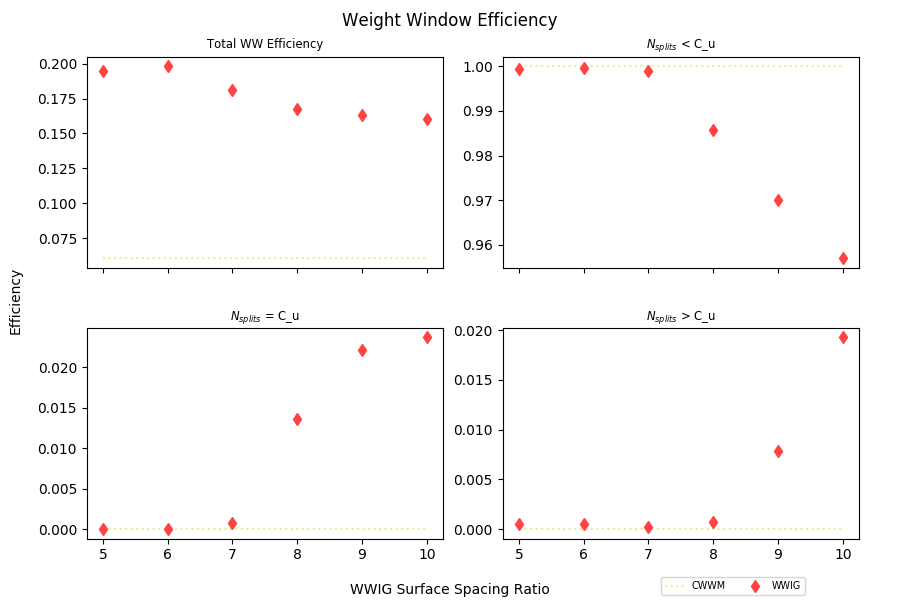 Weight Window Efficiency
Total WW Efficiency
0.200
0.175
0.150
0.125
0.100
0.075
N_splits < C_u
1.00
0.99
0.98
0.97
0.96
Efficiency
N_splits = C_u
0.020
0.015
0.010
0.005
0.000
5 6 7 8 9 10
N_splits > C_u
0.020
0.015
0.010
0.005
0.000
5 6 7 8 9 10
WWIG Surface Spacing Ratio
CWWM WWIG